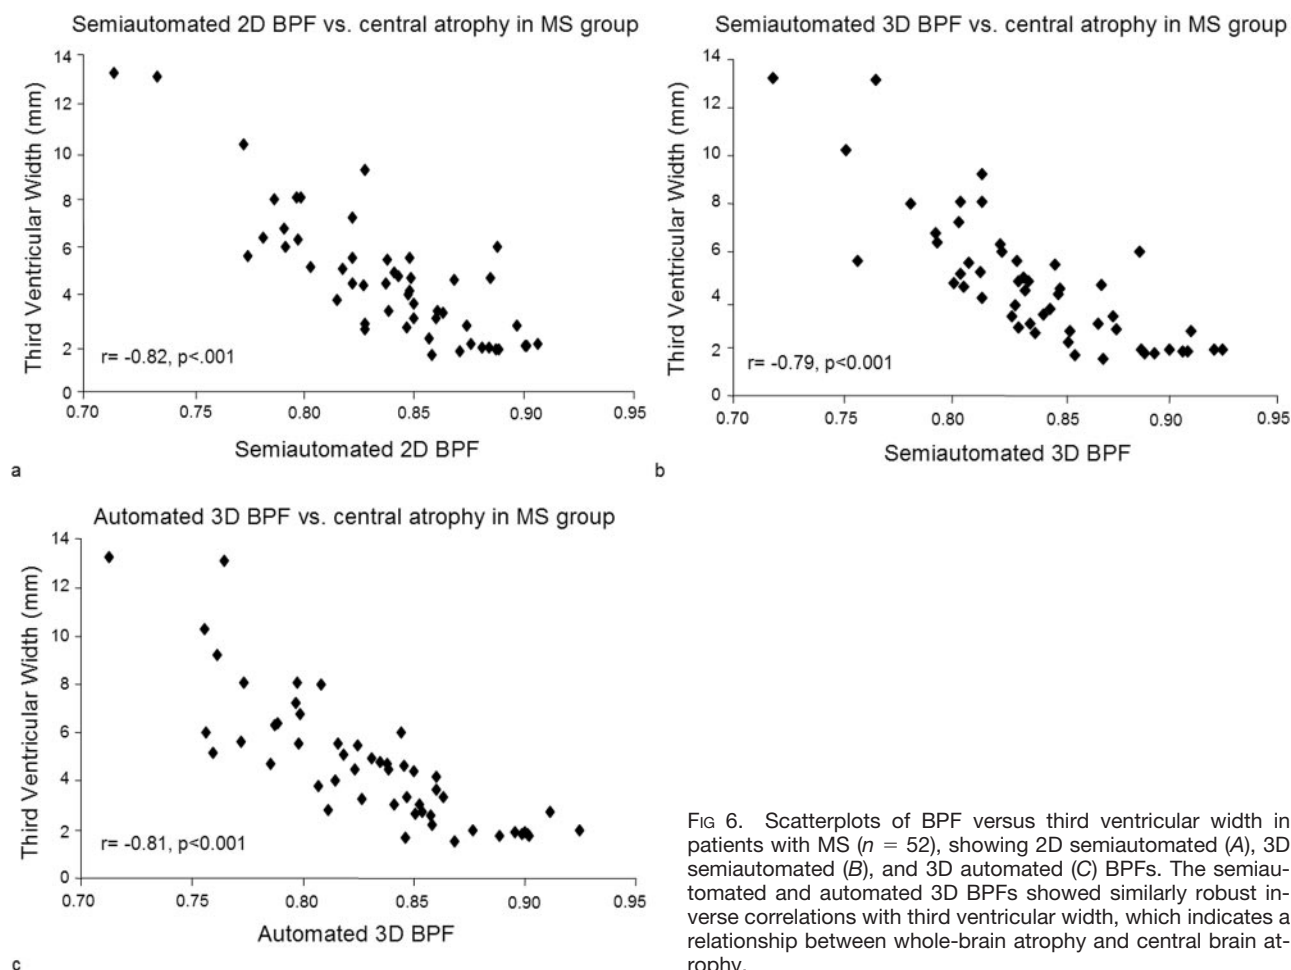 Semiautomated 2D BPF vs. central atrophy in MS group
Third Ventricular Width (mm)
14
12
10
8
6
4
2
0
r= -0.82, p<.001
0.70 0.75 0.80 0.85 0.90 0.95
Semiautomated 2D BPF
a
Semiautomated 3D BPF vs. central atrophy in MS group
Third Ventricular Width (mm)
14
12
10
8
6
4
2
0
r= -0.79, p<0.001
0.70 0.75 0.80 0.85 0.90 0.95
Semiautomated 3D BPF
b
Automated 3D BPF vs. central atrophy in MS group
Third Ventricular Width (mm)
14
12
10
8
6
4
2
0
r= -0.81, p<0.001
0.70 0.75 0.80 0.85 0.90 0.95
Automated 3D BPF
c
FIG 6. Scatterplots of BPF versus third ventricular width in
patients with MS (n = 52), showing 2D semiautomated (A), 3D
semiautomated (B), and 3D automated (C) BPFs. The semiau-
tomated and automated 3D BPFs showed similarly robust in-
verse correlations with third ventricular width, which indicates a
relationship between whole-brain atrophy and central brain at-
rophy.